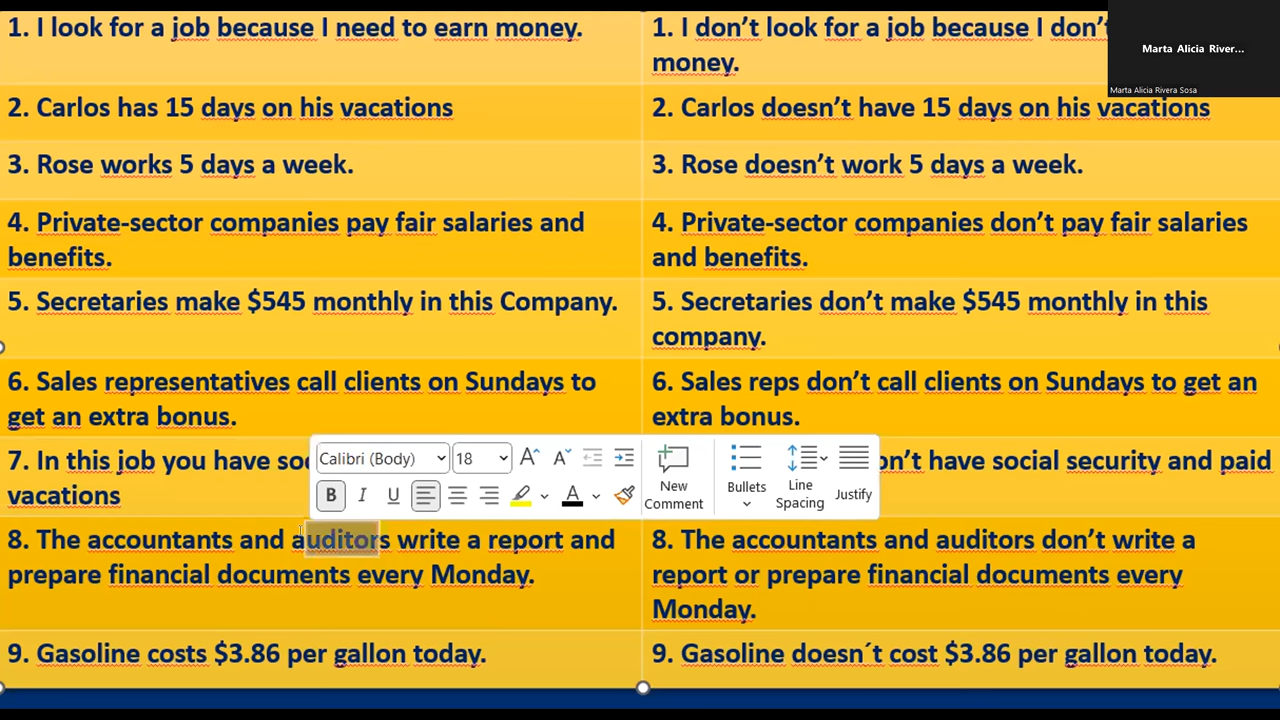 1. I look for a job because I need to earn money.
1. I don’t look for a job because I don’t
money.
Marta Alicia River...
Marta Alicia Rivera Sosa
2. Carlos has 15 days on his vacations
2. Carlos doesn’t have 15 days on his vacations
3. Rose works 5 days a week.
3. Rose doesn’t work 5 days a week.
4. Private-sector companies pay fair salaries and
benefits.
4. Private-sector companies don’t pay fair salaries
and benefits.
5. Secretaries make $545 monthly in this Company.
5. Secretaries don’t make $545 monthly in this
company.
6. Sales representatives call clients on Sundays to
get an extra bonus.
6. Sales reps don’t call clients on Sundays to get an
extra bonus.
7. In this job you have
vacations
have social security and paid
Calibri (Body)
18
New
Comment
Bullets
Line
Spacing
Justify
8. The accountants and auditors write a report and
prepare financial documents every Monday.
8. The accountants and auditors don’t write a
report or prepare financial documents every
Monday.
9. Gasoline costs $3.86 per gallon today.
9. Gasoline doesn´t cost $3.86 per gallon today.